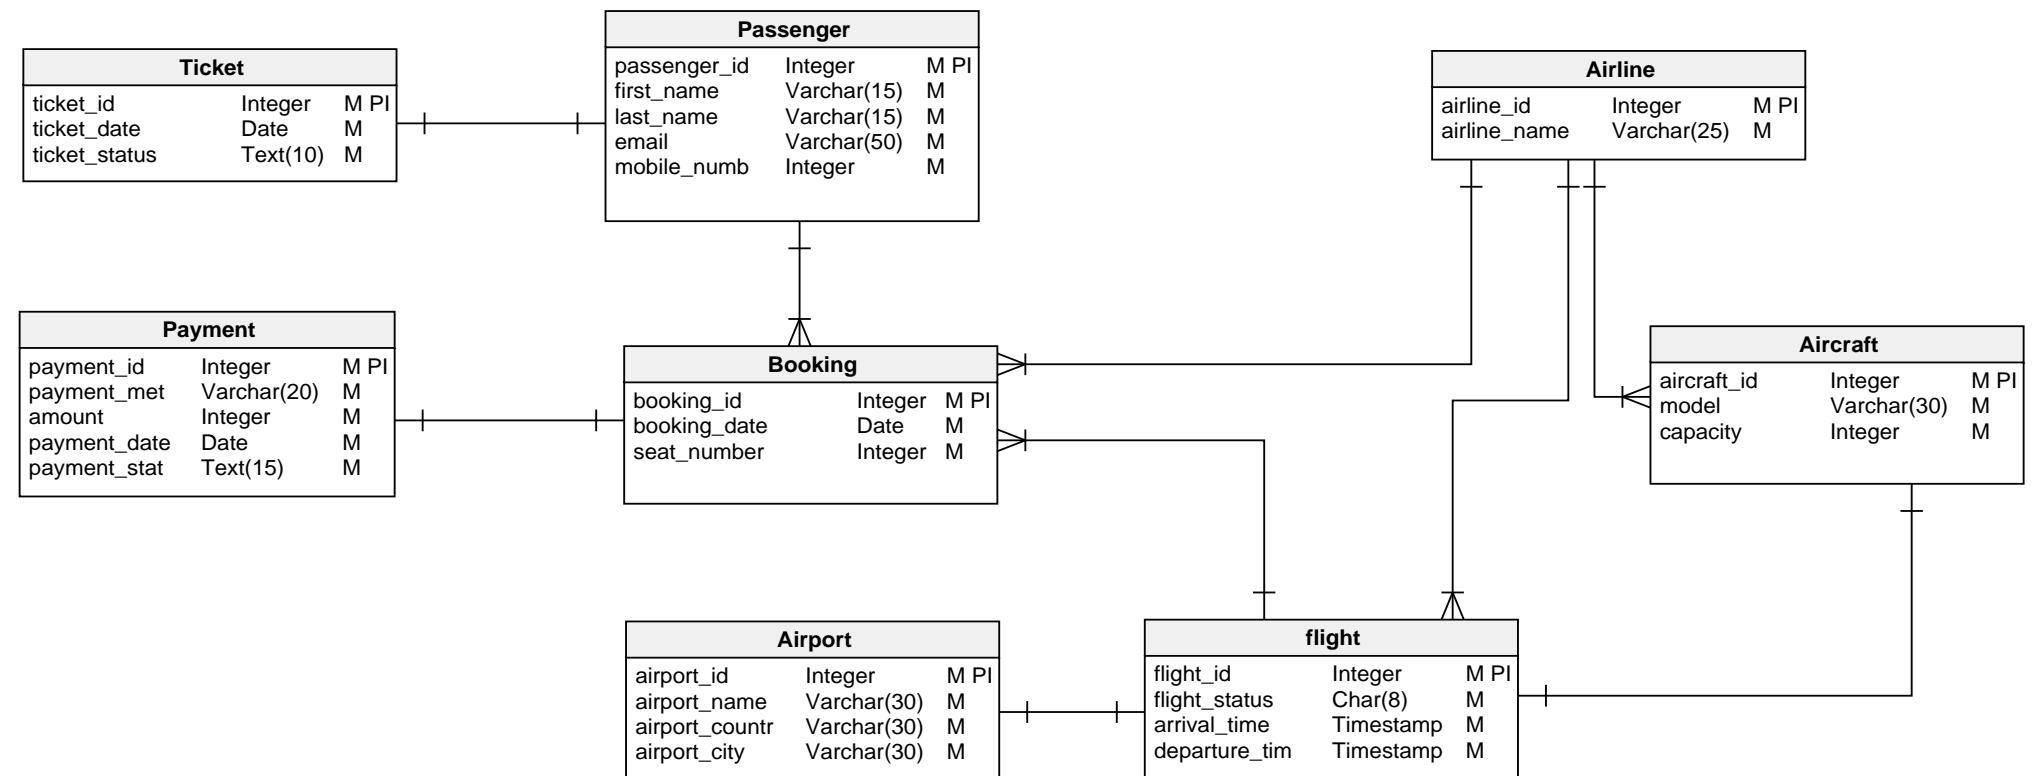 Passenger
passenger_id Integer M PI
first_name Varchar(15) M
last_name Varchar(15) M
email Varchar(50) M
mobile_numb Integer M
Ticket
ticket_id Integer M PI
ticket_date Date M
ticket_status Text(10) M
Airline
airline_id Integer M PI
airline_name Varchar(25) M
Payment
payment_id Integer M PI
payment_met Varchar(20) M
amount Integer M
payment_date Date M
payment_stat Text(15) M
Booking
booking_id Integer M PI
booking_date Date M
seat_number Integer M
Aircraft
aircraft_id Integer M PI
model Varchar(30) M
capacity Integer M
Airport
airport_id Integer M PI
airport_name Varchar(30) M
airport_countr Varchar(30) M
airport_city Varchar(30) M
flight
flight_id Integer M PI
flight_status Char(8) M
arrival_time Timestamp M
departure_tim Timestamp M